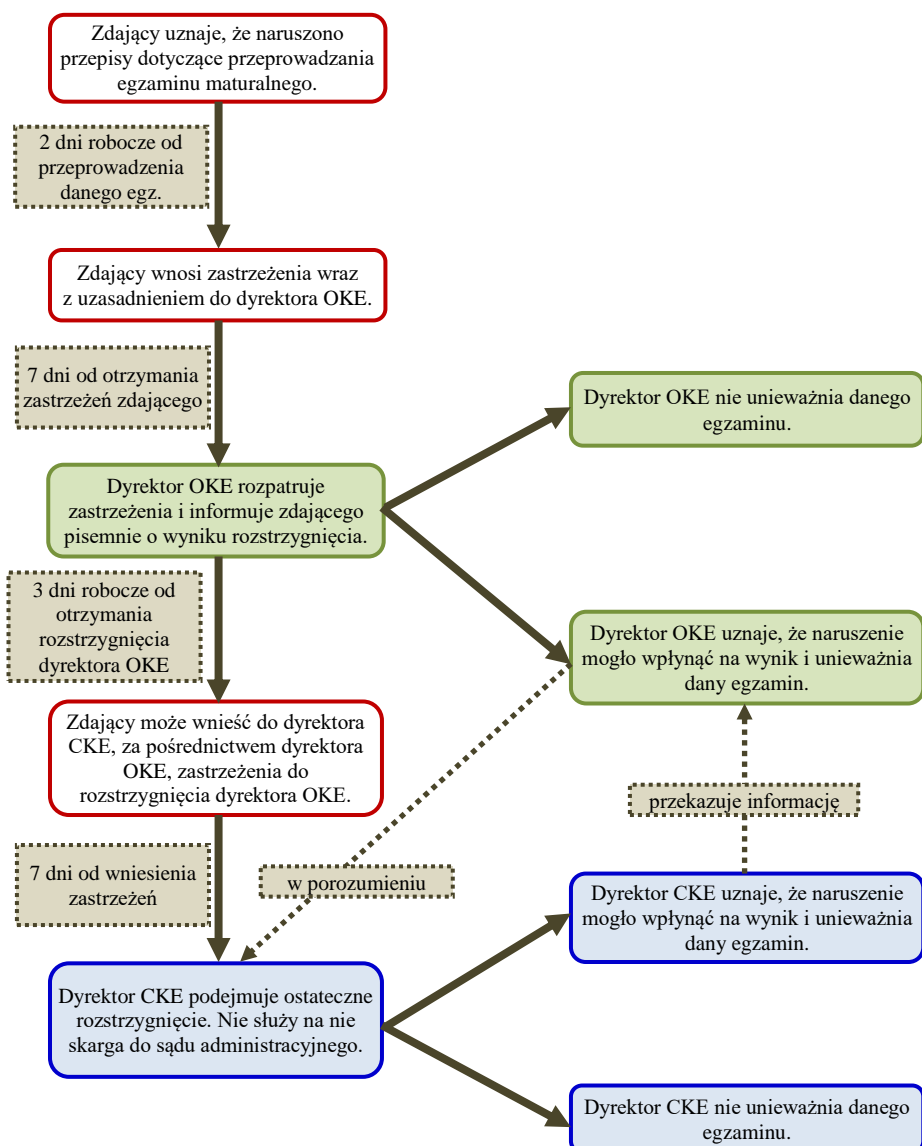 Zdający uznaje, że naruszono
przepisy dotyczące przeprowadzania
egzaminu maturalnego.
2 dni robocze od
przeprowadzenia
danego egz.
Zdający wnosi zastrzeżenia wraz
z uzasadnieniem do dyrektora OKE.
7 dni od otrzymania
zastrzeżeń zdającego
Dyrektor OKE nie unieważnia danego
egzaminu.
Dyrektor OKE rozpatruje
zastrzeżenia i informuje zdającego
pisemnie o wyniku rozstrzygnięcia.
3 dni robocze od
otrzymania
rozstrzygnięcia
dyrektora OKE
Dyrektor OKE uznaje, że naruszenie
mogło wpłynąć na wynik i unieważnia
dany egzamin.
Zdający może wnieść do dyrektora
CKE, za pośrednictwem dyrektora
OKE, zastrzeżenia do
rozstrzygnięcia dyrektora OKE.
przekazuje informację
7 dni od wniesienia
zastrzeżeń
w porozumieniu
Dyrektor CKE uznaje, że naruszenie
mogło wpłynąć na wynik i unieważnia
dany egzamin.
Dyrektor CKE podejmuje ostateczne
rozstrzygnięcie. Nie służy na nie
skarga do sądu administracyjnego.
Dyrektor CKE nie unieważnia danego
egzaminu.